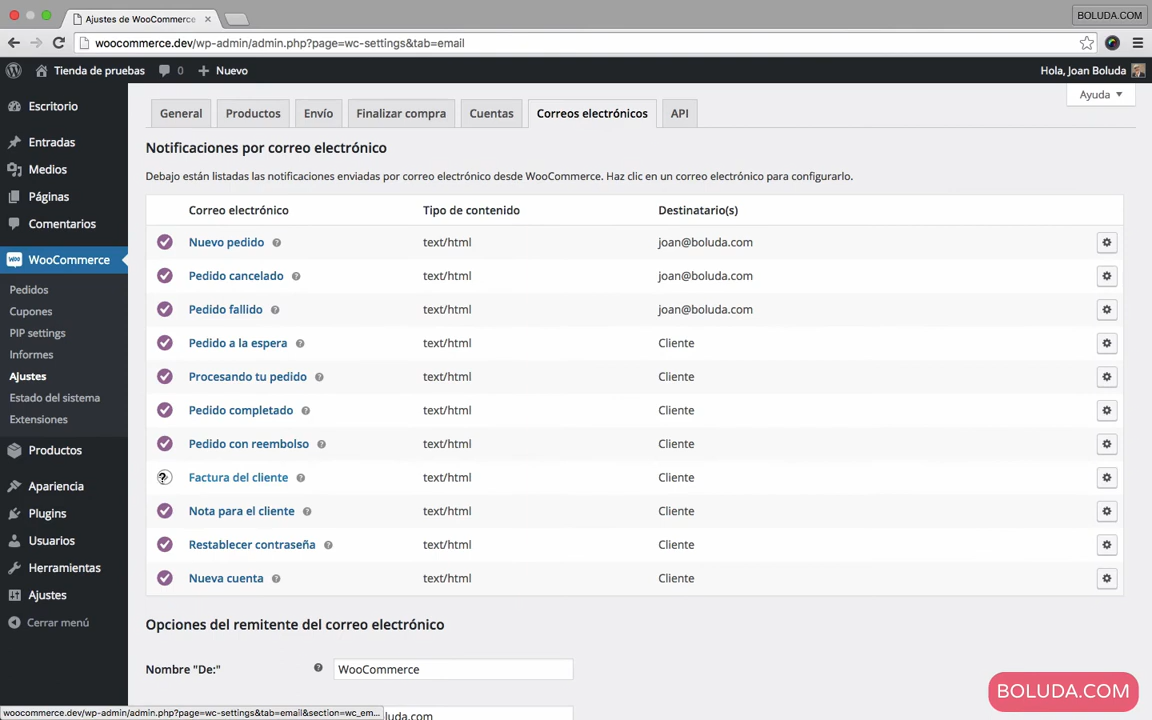 Ajustes de WooCommerce
BOLUDA.COM
woocommerce.dev/wp-admin/admin.php?page=wc-settings&tab=email
Tienda de pruebas 0 Nuevo
Hola, Joan Boluda
Ayuda
Escritorio
Entradas
Medios
Páginas
Comentarios
WooCommerce
Pedidos
Cupones
PIP settings
Informes
Ajustes
Estado del sistema
Extensiones
Productos
Apariencia
Plugins
Usuarios
Herramientas
Ajustes
Cerrar menú
General Productos Envío Finalizar compra Cuentas Correos electrónicos API
Notificaciones por correo electrónico
Debajo están listadas las notificaciones enviadas por correo electrónico desde WooCommerce. Haz clic en un correo electrónico para configurarlo.
Correo electrónico Tipo de contenido Destinatario(s)
Nuevo pedido text/html joan@boluda.com
Pedido cancelado text/html joan@boluda.com
Pedido fallido text/html joan@boluda.com
Pedido a la espera text/html Cliente
Procesando tu pedido text/html Cliente
Pedido completado text/html Cliente
Pedido con reembolso text/html Cliente
Factura del cliente text/html Cliente
Nota para el cliente text/html Cliente
Restablecer contraseña text/html Cliente
Nueva cuenta text/html Cliente
Opciones del remitente del correo electrónico
Nombre "De:" WooCommerce
BOLUDA.COM
woocommerce.dev/wp-admin/admin.php?page=wc-settings&tab=email&section=wc_em...